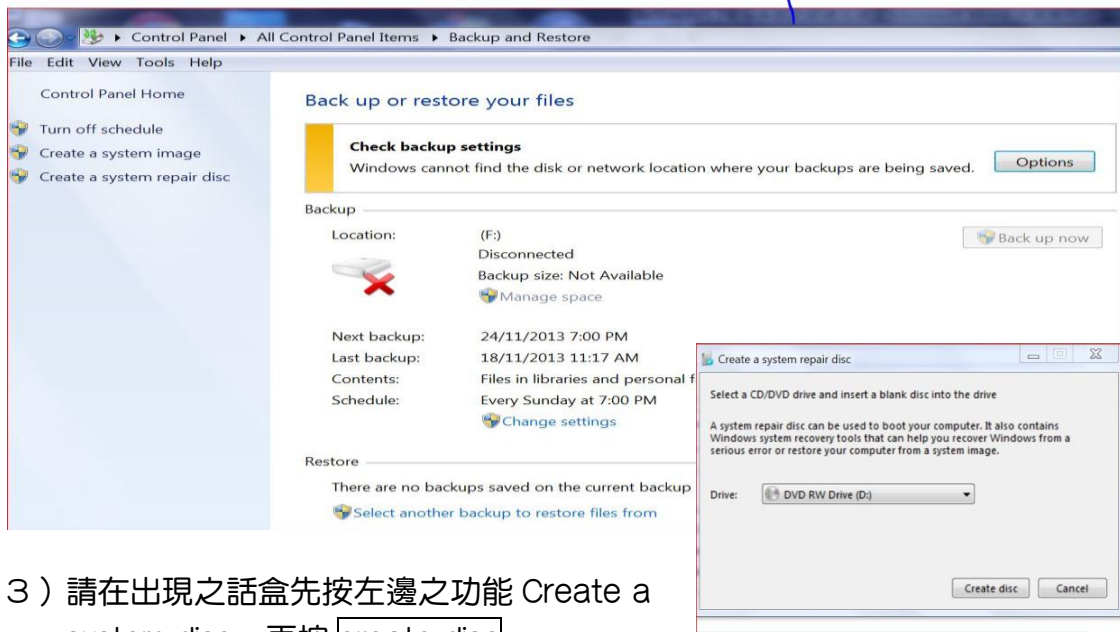 Control Panel ▸ All Control Panel Items ▸ Backup and Restore
File Edit View Tools Help
Control Panel Home
Turn off schedule
Create a system image
Create a system repair disc
Back up or restore your files
Check backup settings
Windows cannot find the disk or network location where your backups are being saved.
Options
Backup
Location: (F:)
Disconnected
Backup size: Not Available
Manage space
Back up now
Next backup: 24/11/2013 7:00 PM
Last backup: 18/11/2013 11:17 AM
Contents: Files in libraries and personal f
Schedule: Every Sunday at 7:00 PM
Change settings
Restore
There are no backups saved on the current backup
Select another backup to restore files from
Create a system repair disc
Select a CD/DVD drive and insert a blank disc into the drive
A system repair disc can be used to boot your computer. It also contains
Windows system recovery tools that can help you recover Windows from a
serious error or restore your computer from a system image.
Drive: DVD RW Drive (D:)
Create disc Cancel
３）請在出現之話盒先按左邊之功能 Create a
system disc，再按 create disc